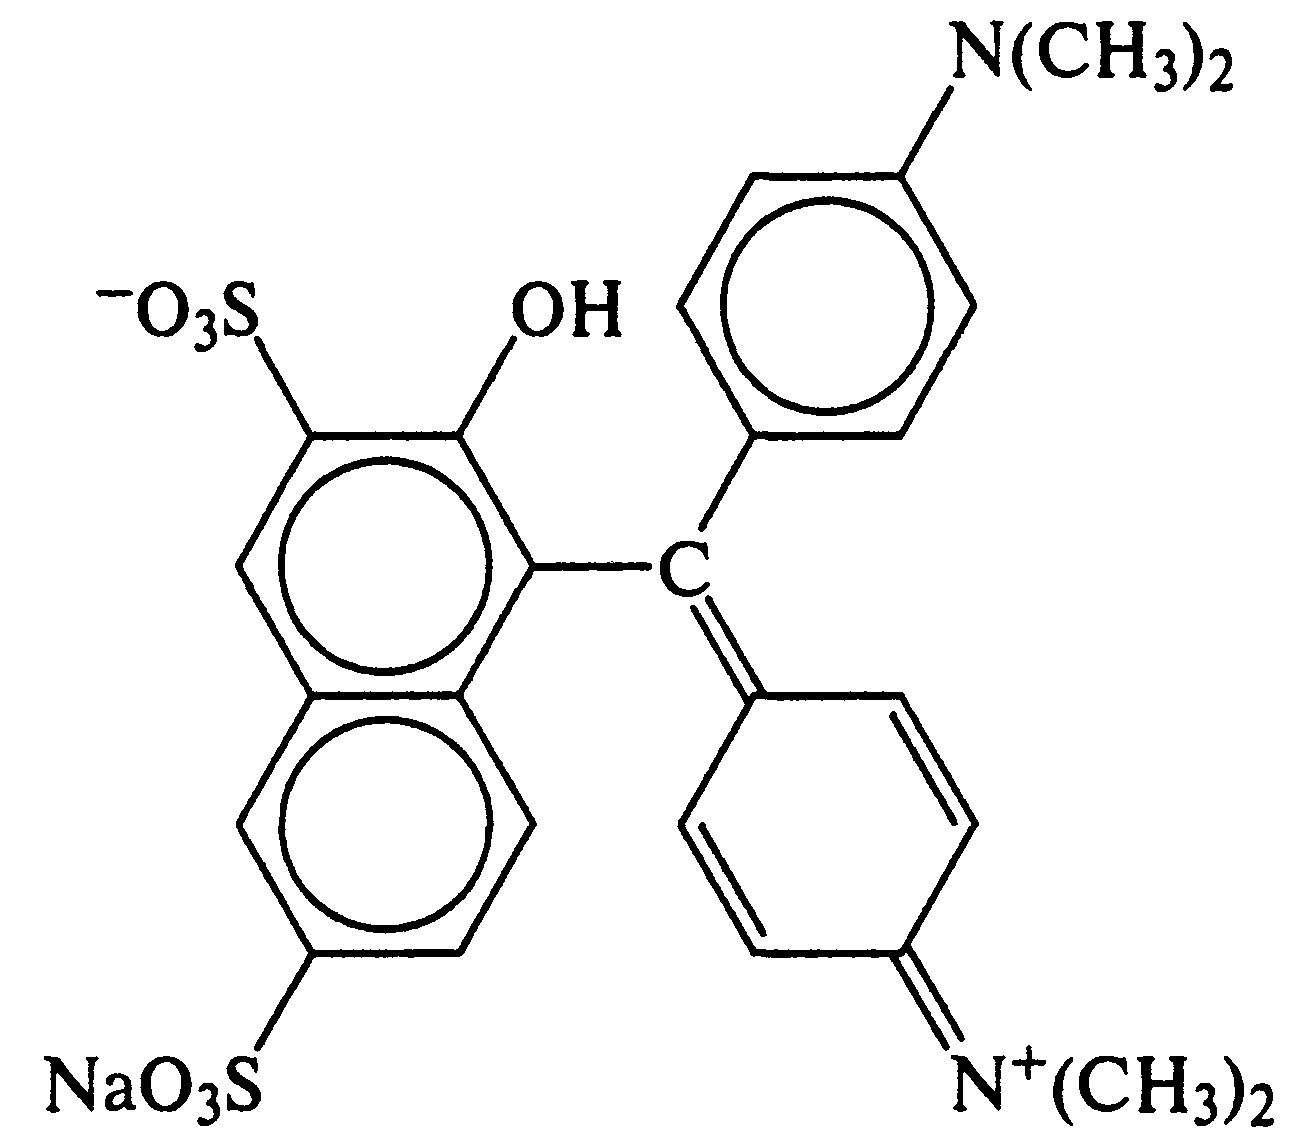 N(CH₃)₂
⁻O₃S
OH
C
NaO₃S
N⁺(CH₃)₂